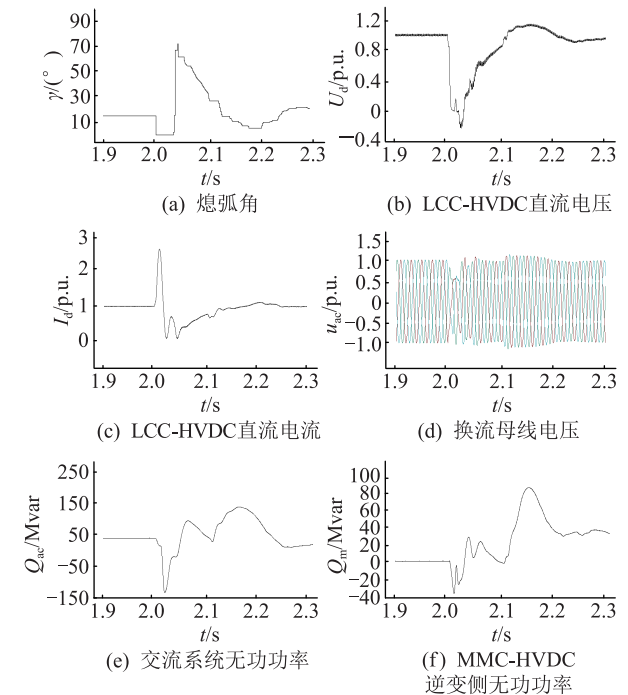 90
70
50
30
10
γ/(°)
1.9 2.0 2.1 2.2 2.3
t/s
(a) 熄弧角
1.2
0.8
0.4
0
−0.4
U_d/p.u.
1.9 2.0 2.1 2.2 2.3
t/s
(b) LCC-HVDC直流电压
3
2
1
0
I_d/p.u.
1.9 2.0 2.1 2.2 2.3
t/s
(c) LCC-HVDC直流电流
1.5
1.0
0.5
0
−0.5
−1.0
u_ac/p.u.
1.9 2.0 2.1 2.2 2.3
t/s
(d) 换流母线电压
250
150
50
−50
−150
Q_ac/Mvar
1.9 2.0 2.1 2.2 2.3
t/s
(e) 交流系统无功功率
100
80
60
40
20
0
−20
−40
Q_m/Mvar
1.9 2.0 2.1 2.2 2.3
t/s
(f) MMC-HVDC
逆变侧无功功率